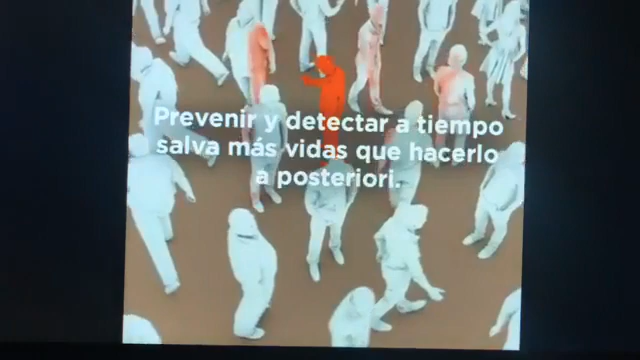 Prevenir y detectar a tiempo
salva más vidas que hacerlo
a posteriori.